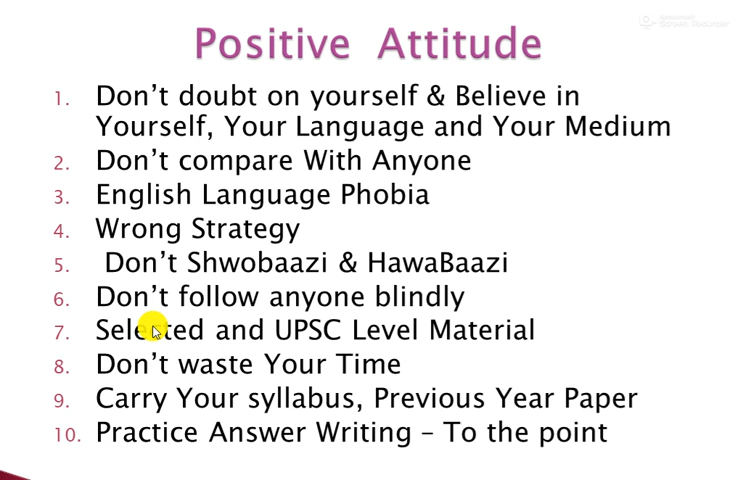 Positive Attitude
1. Don't doubt on yourself & Believe in
Yourself, Your Language and Your Medium
2. Don't compare With Anyone
3. English Language Phobia
4. Wrong Strategy
5. Don't Shwobaazi & HawaBaazi
6. Don't follow anyone blindly
7. Selected and UPSC Level Material
8. Don't waste Your Time
9. Carry Your syllabus, Previous Year Paper
10. Practice Answer Writing – To the point